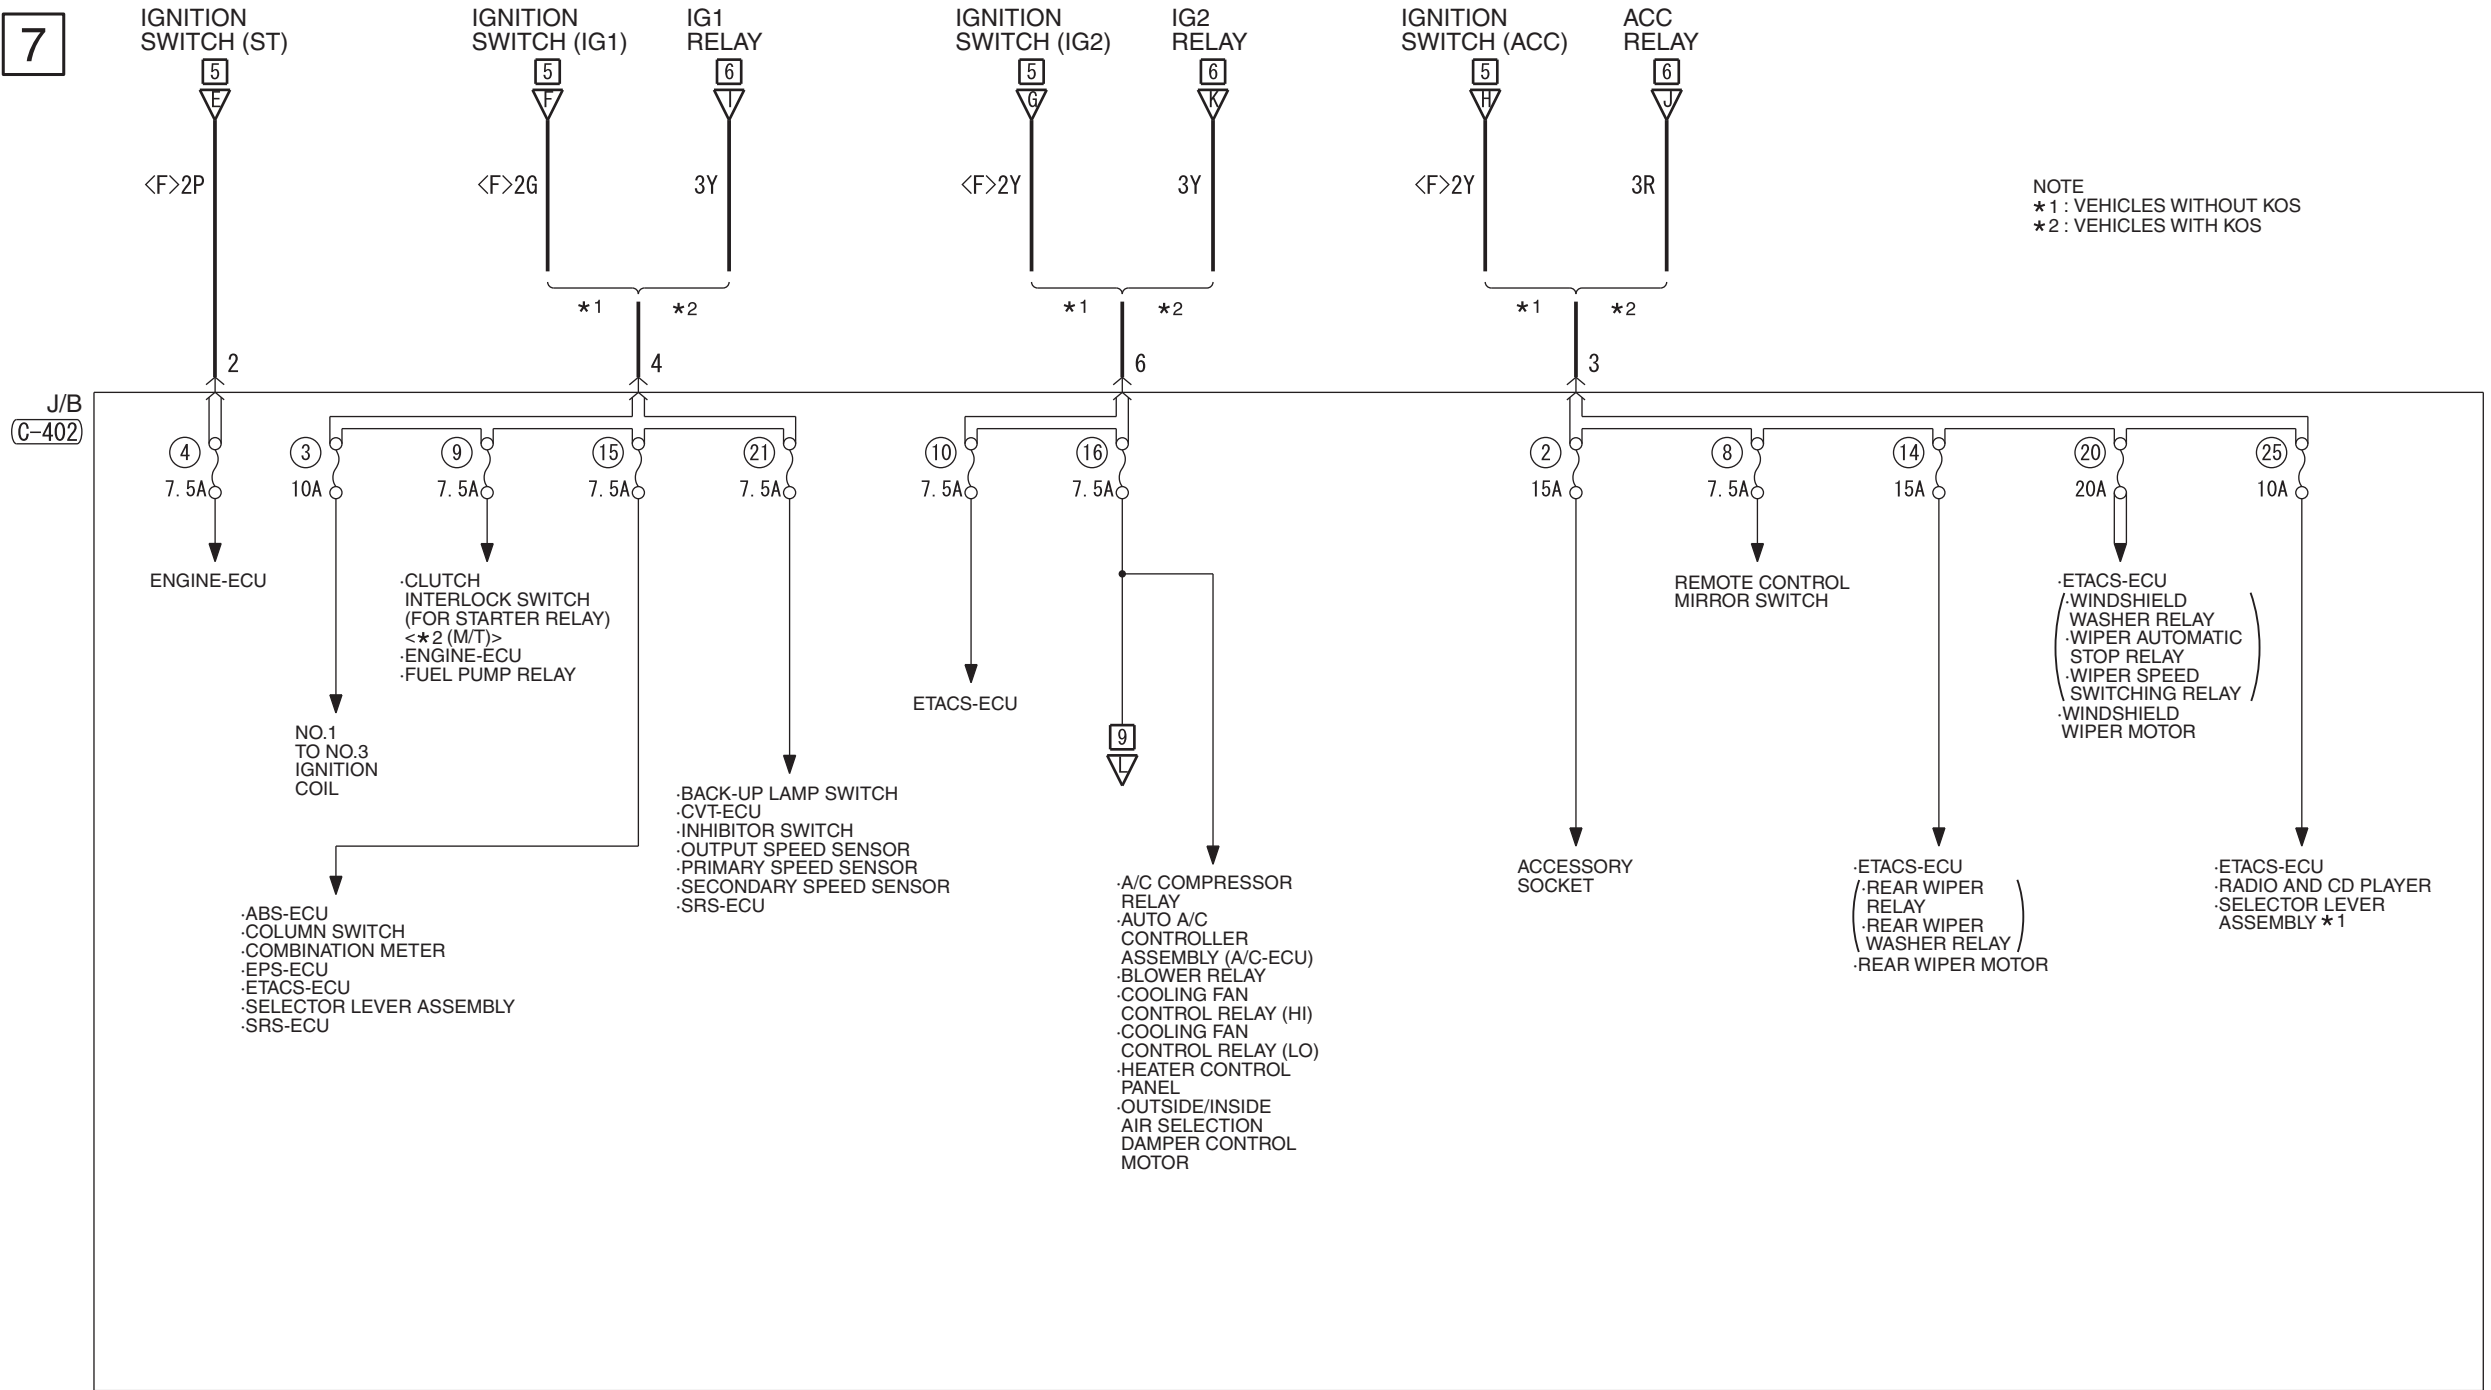 7
IGNITION
SWITCH (ST)
IGNITION
SWITCH (IG1)
IG1
RELAY
IGNITION
SWITCH (IG2)
IG2
RELAY
IGNITION
SWITCH (ACC)
ACC
RELAY
5
5
6
5
6
5
6
E
F
I
G
K
H
J
<F>2P
<F>2G
3Y
<F>2Y
3Y
<F>2Y
3R
NOTE
*1 : VEHICLES WITHOUT KOS
*2 : VEHICLES WITH KOS
*1
*2
*1
*2
*1
*2
2
4
6
3
J/B
C-402
4
3
9
15
21
10
16
2
8
14
20
25
7.5A
10A
7.5A
7.5A
7.5A
7.5A
7.5A
15A
7.5A
15A
20A
10A
ENGINE-ECU
NO.1
TO NO.3
IGNITION
COIL
·CLUTCH
INTERLOCK SWITCH
(FOR STARTER RELAY)
<*2 (M/T)>
·ENGINE-ECU
·FUEL PUMP RELAY
·ABS-ECU
·COLUMN SWITCH
·COMBINATION METER
·EPS-ECU
·ETACS-ECU
·SELECTOR LEVER ASSEMBLY
·SRS-ECU
·BACK-UP LAMP SWITCH
·CVT-ECU
·INHIBITOR SWITCH
·OUTPUT SPEED SENSOR
·PRIMARY SPEED SENSOR
·SECONDARY SPEED SENSOR
·SRS-ECU
ETACS-ECU
9
L
·A/C COMPRESSOR
RELAY
·AUTO A/C
CONTROLLER
ASSEMBLY (A/C-ECU)
·BLOWER RELAY
·COOLING FAN
CONTROL RELAY (HI)
·COOLING FAN
CONTROL RELAY (LO)
·HEATER CONTROL
PANEL
·OUTSIDE/INSIDE
AIR SELECTION
DAMPER CONTROL
MOTOR
ACCESSORY
SOCKET
REMOTE CONTROL
MIRROR SWITCH
·ETACS-ECU
·REAR WIPER
RELAY
·REAR WIPER
WASHER RELAY
·REAR WIPER MOTOR
·ETACS-ECU
·WINDSHIELD
WASHER RELAY
·WIPER AUTOMATIC
STOP RELAY
·WIPER SPEED
SWITCHING RELAY
·WINDSHIELD
WIPER MOTOR
·ETACS-ECU
·RADIO AND CD PLAYER
·SELECTOR LEVER
ASSEMBLY *1